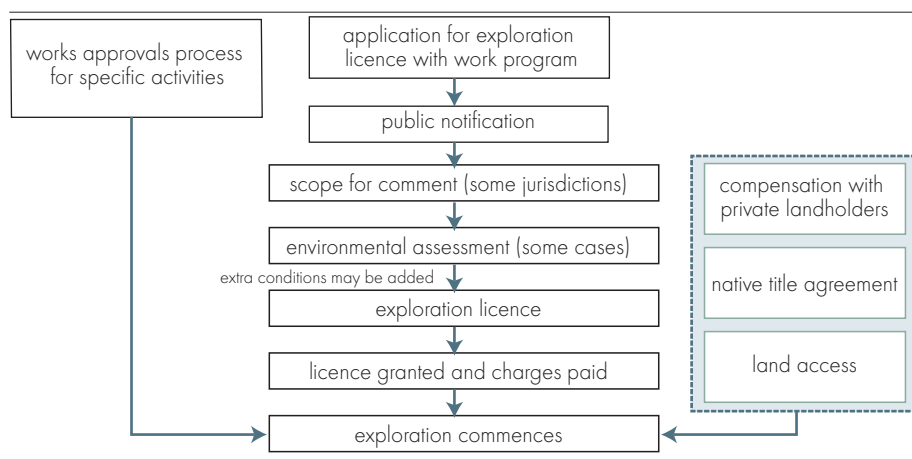 works approvals process
for specific activities
application for exploration
licence with work program
public notification
scope for comment (some jurisdictions)
environmental assessment (some cases)
extra conditions may be added
exploration licence
licence granted and charges paid
exploration commences
compensation with
private landholders
native title agreement
land access